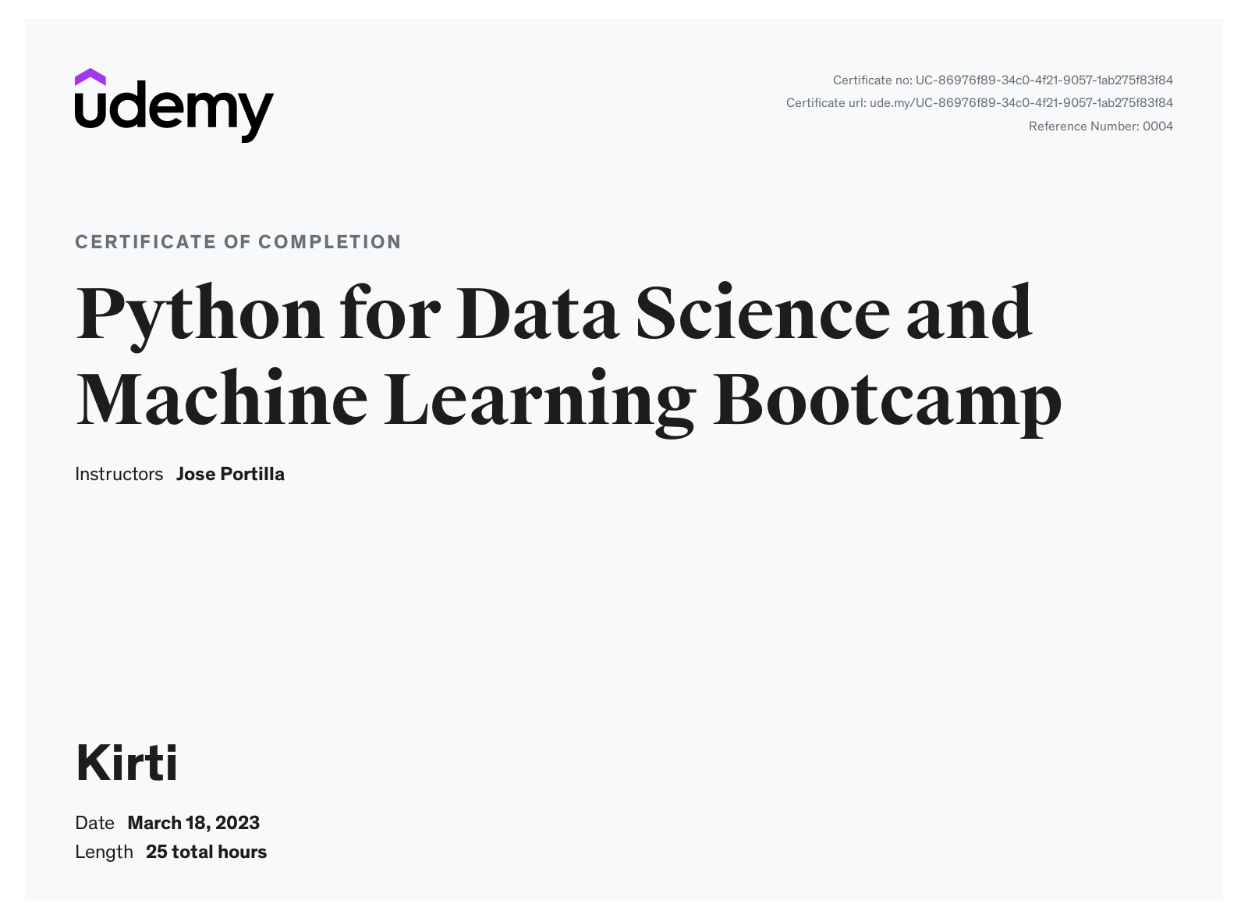 udemy
Certificate no: UC-86976f89-34c0-4f21-9057-1ab275f83f84
Certificate url: ude.my/UC-86976f89-34c0-4f21-9057-1ab275f83f84
Reference Number: 0004
CERTIFICATE OF COMPLETION
Python for Data Science and
Machine Learning Bootcamp
Instructors Jose Portilla
Kirti
Date March 18, 2023
Length 25 total hours